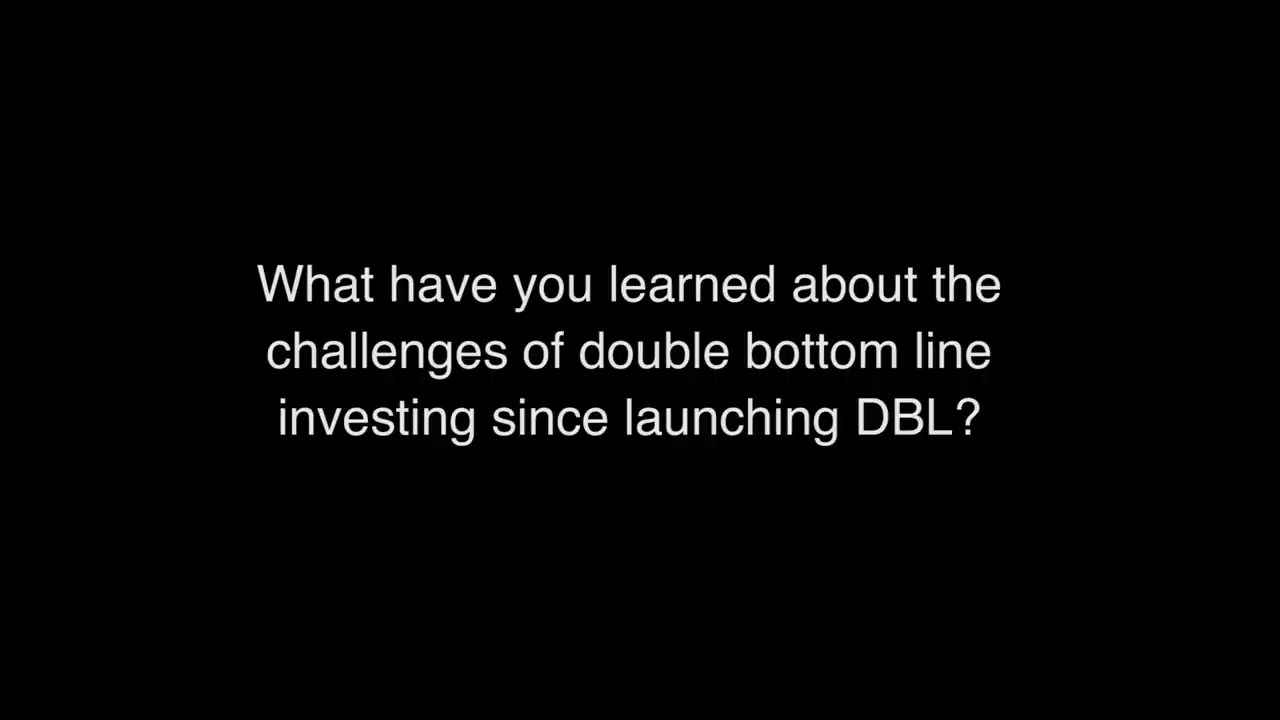 What have you learned about the
challenges of double bottom line
investing since launching DBL?